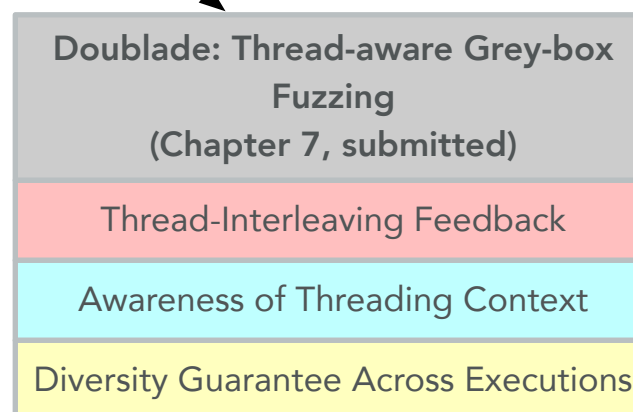 Doublade: Thread-aware Grey-box
Fuzzing
(Chapter 7, submitted)
Thread-Interleaving Feedback
Awareness of Threading Context
Diversity Guarantee Across Executions